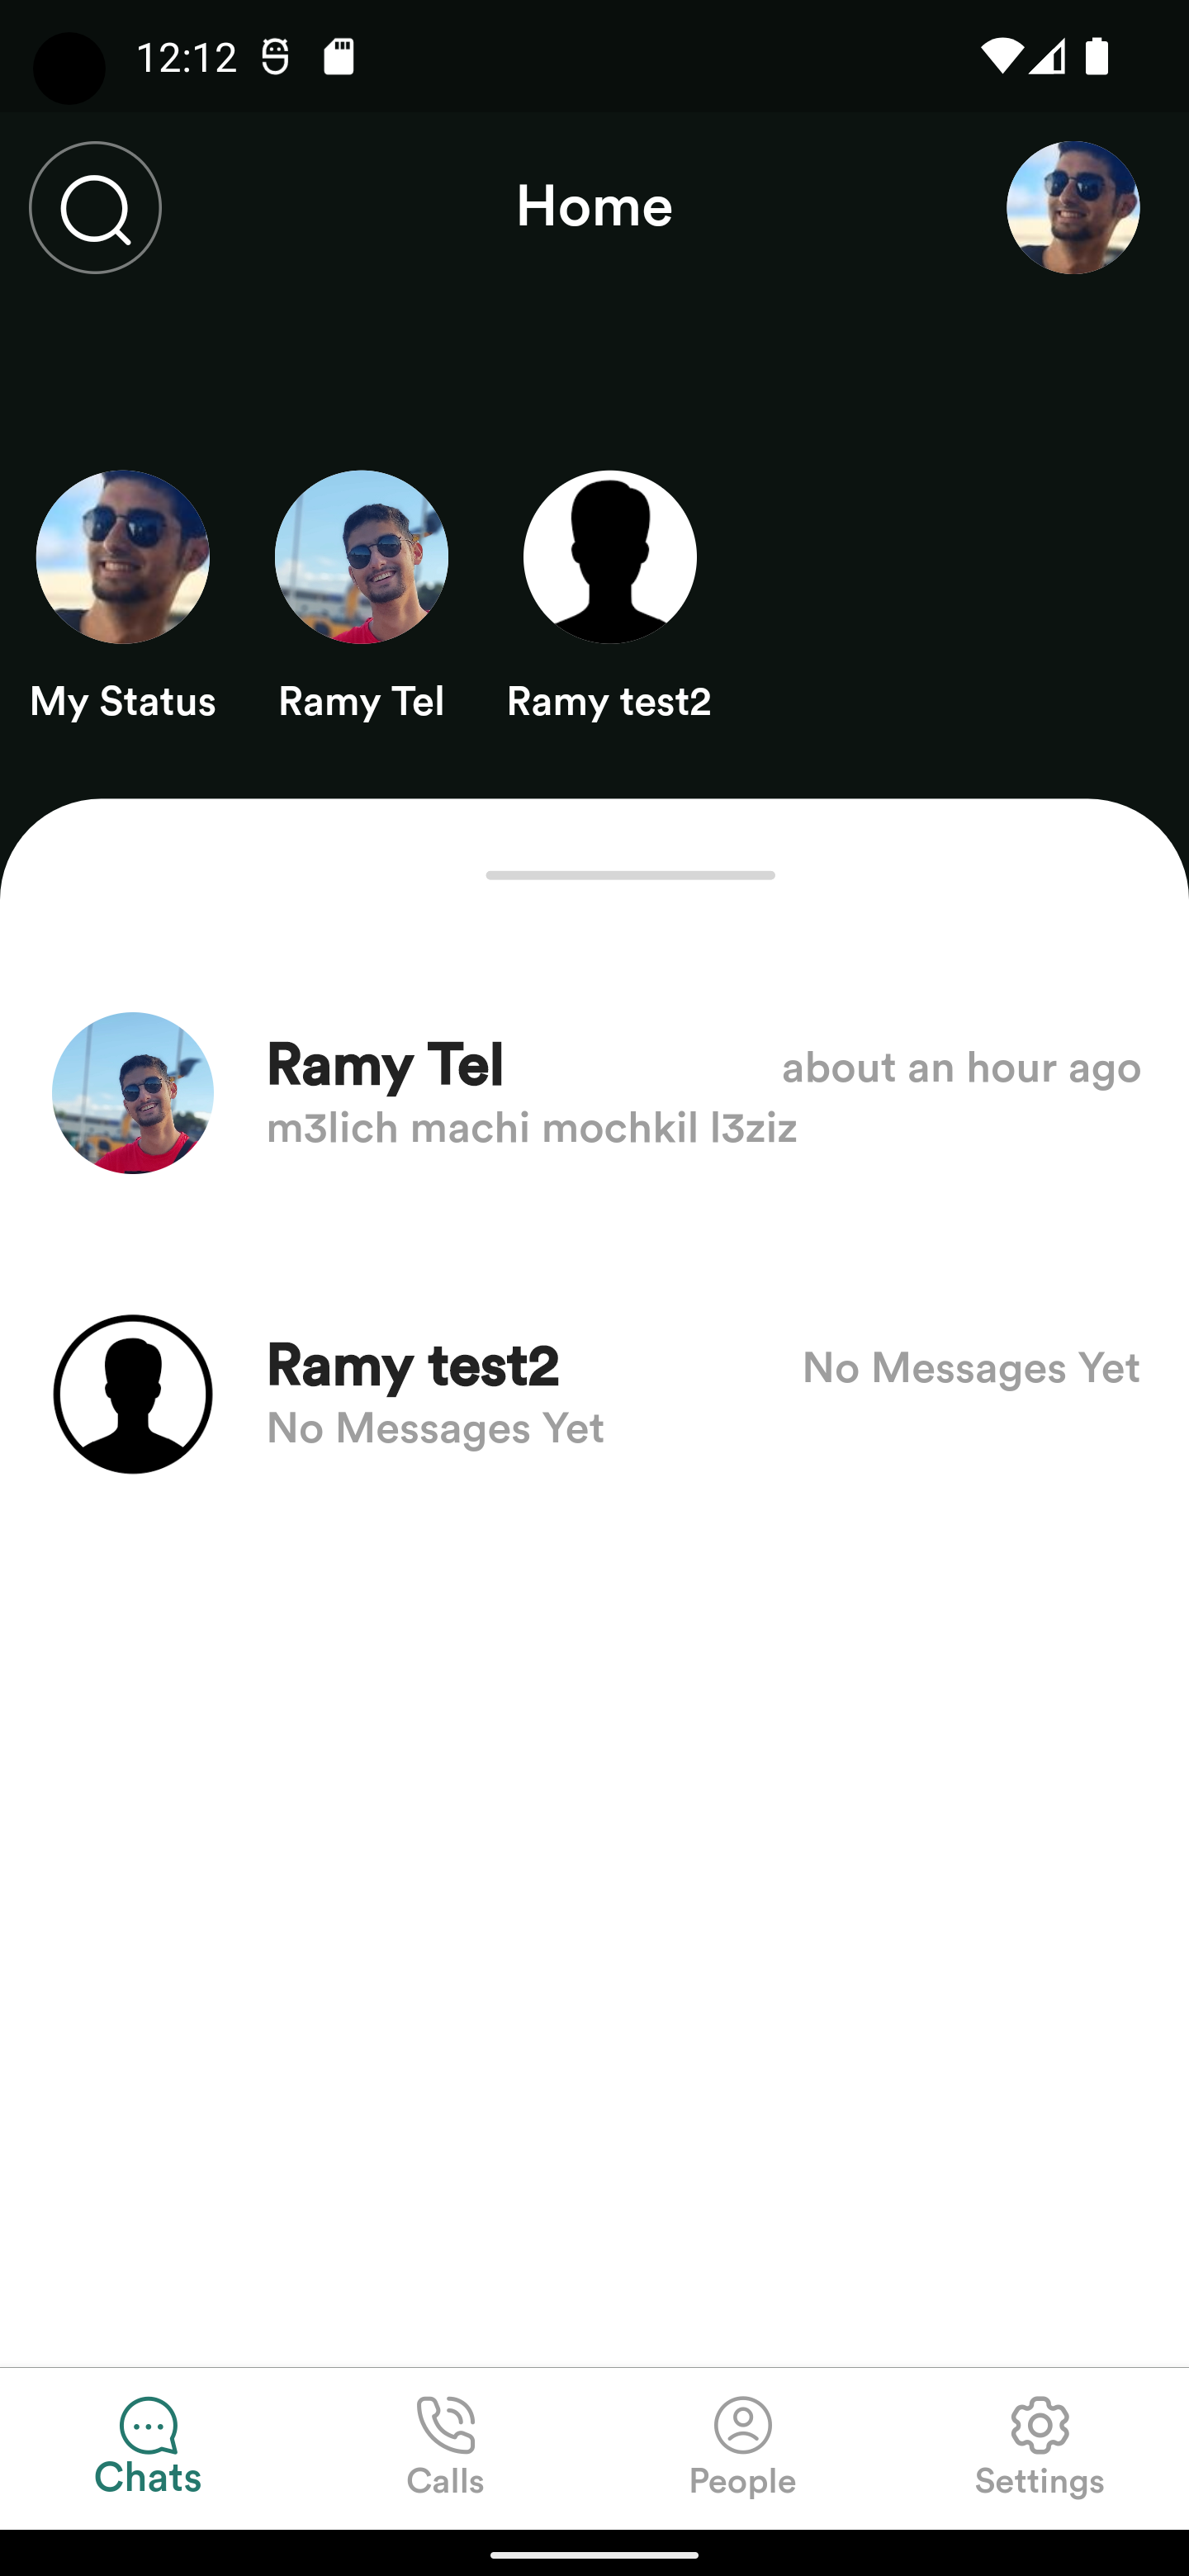 12:12
Home
My Status
Ramy Tel
Ramy test2
Ramy Tel
about an hour ago
m3lich machi mochkil l3ziz
Ramy test2
No Messages Yet
No Messages Yet
Chats
Calls
People
Settings